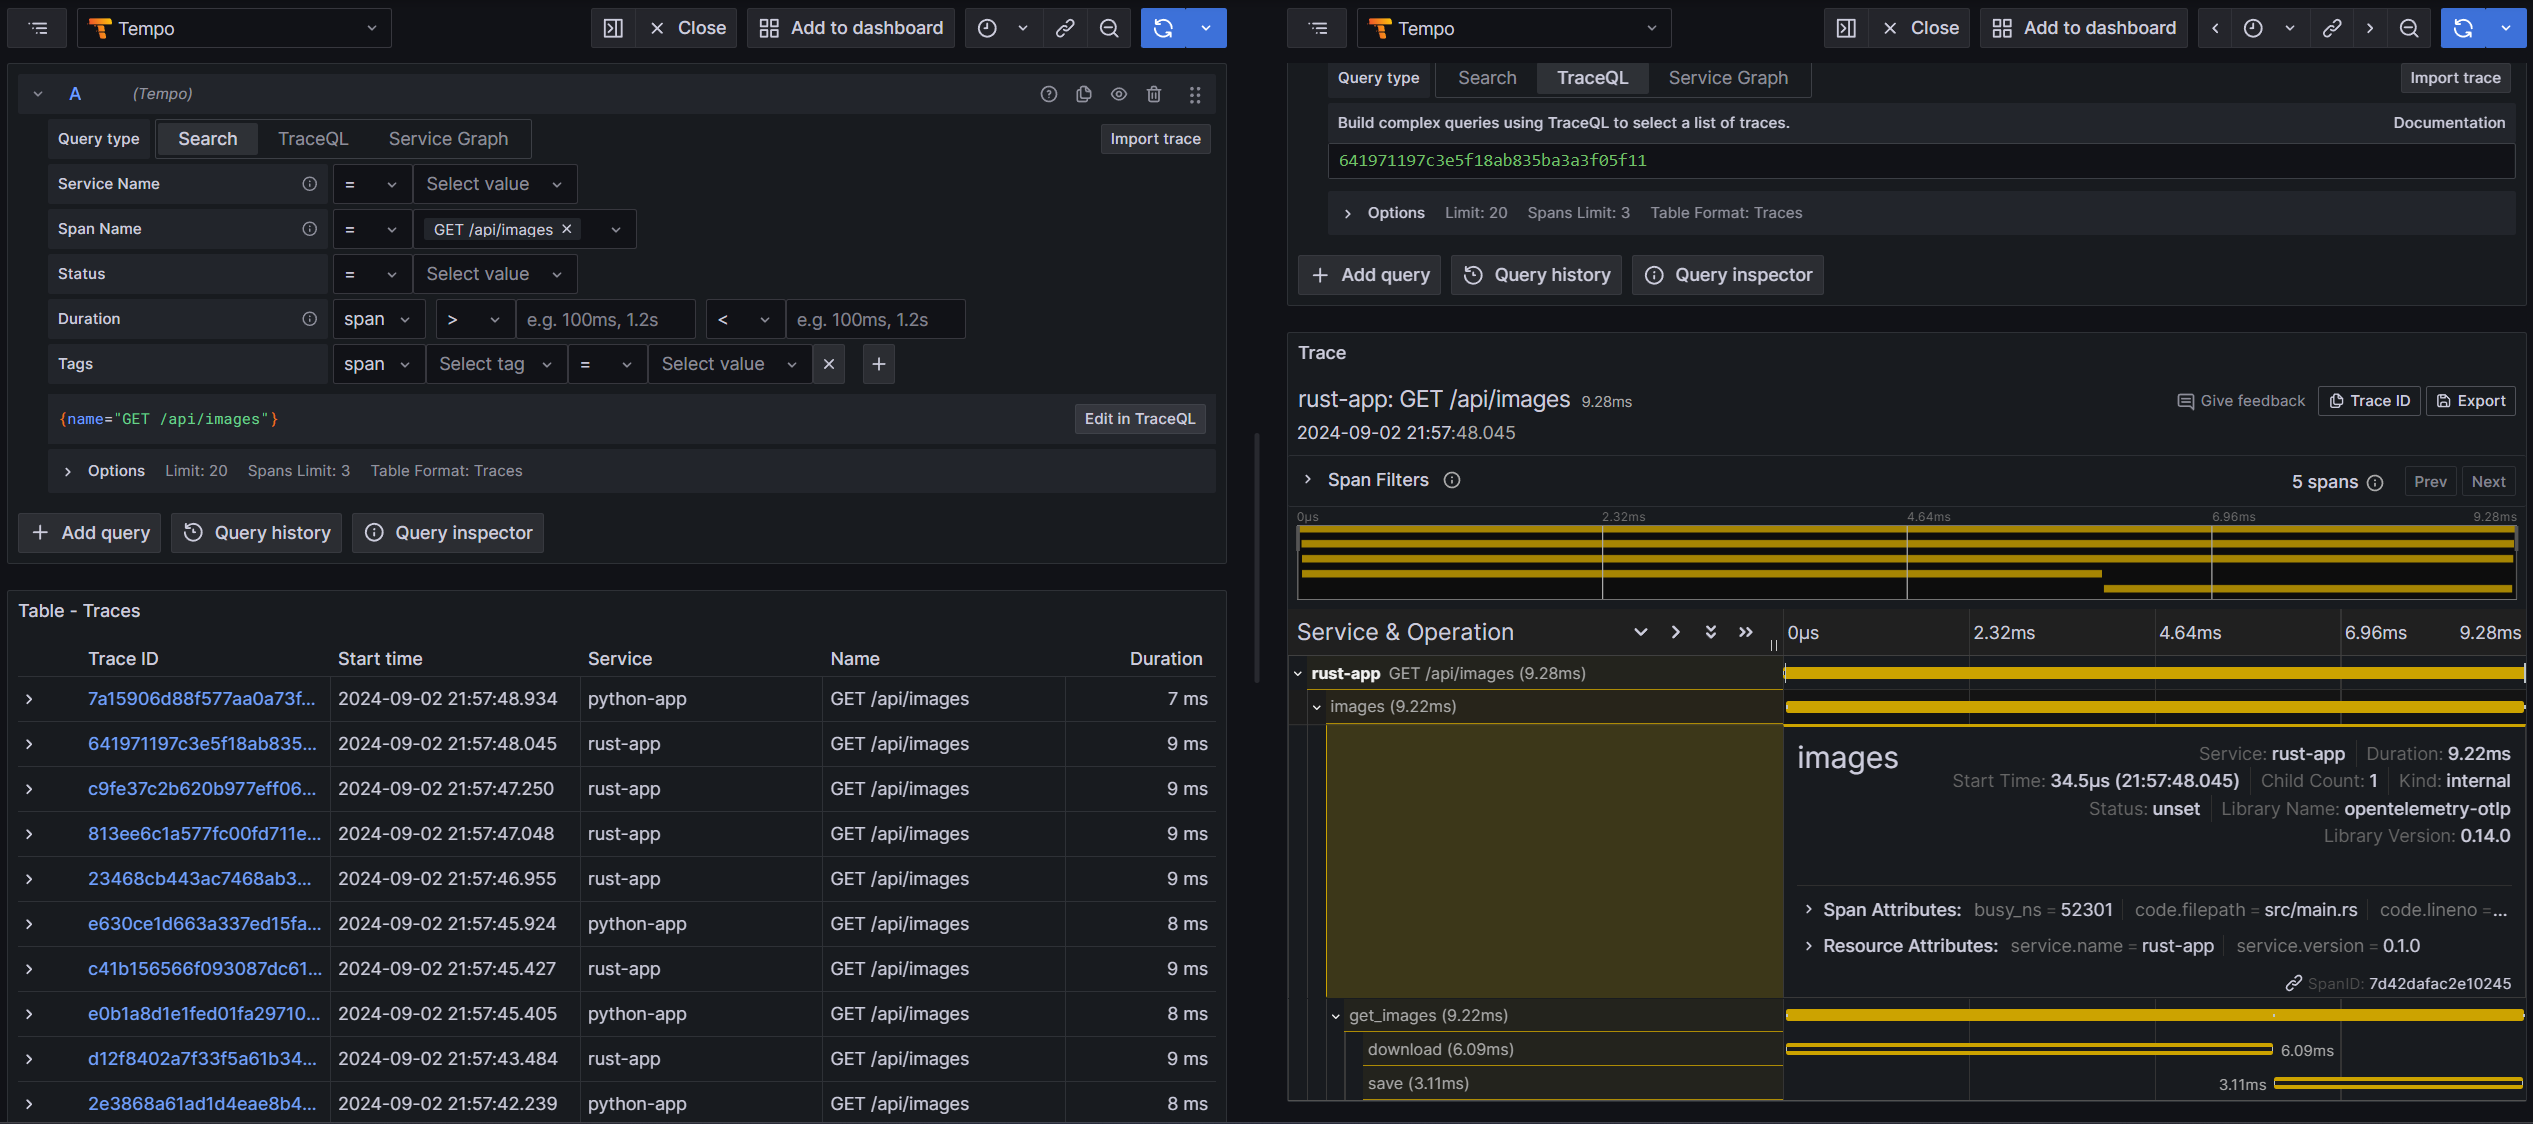 Tempo
Close
Add to dashboard
A (Tempo)
Query type Search TraceQL Service Graph Import trace
Service Name = Select value
Span Name = GET /api/images ×
Status = Select value
Duration span > e.g. 100ms, 1.2s < e.g. 100ms, 1.2s
Tags span Select tag = Select value
{name="GET /api/images"} Edit in TraceQL
Options Limit: 20 Spans Limit: 3 Table Format: Traces
Add query Query history Query inspector
Table - Traces
Trace ID Start time Service Name Duration
7a15906d88f577aa0a73f... 2024-09-02 21:57:48.934 python-app GET /api/images 7 ms
641971197c3e5f18ab835... 2024-09-02 21:57:48.045 rust-app GET /api/images 9 ms
c9fe37c2b620b977eff06... 2024-09-02 21:57:47.250 rust-app GET /api/images 9 ms
813ee6c1a577fc00fd711e... 2024-09-02 21:57:47.048 rust-app GET /api/images 9 ms
23468cb443ac7468ab3... 2024-09-02 21:57:46.955 rust-app GET /api/images 9 ms
e630ce1d663a337ed15fa... 2024-09-02 21:57:45.924 python-app GET /api/images 8 ms
c41b156566f093087dc61... 2024-09-02 21:57:45.427 rust-app GET /api/images 9 ms
e0b1a8d1e1fed01fa29710... 2024-09-02 21:57:45.405 python-app GET /api/images 8 ms
d12f8402a7f33f5a61b34... 2024-09-02 21:57:43.484 rust-app GET /api/images 9 ms
2e3868a61ad1d4eae8b4... 2024-09-02 21:57:42.239 python-app GET /api/images 8 ms
Tempo
Close
Add to dashboard
Query type Search TraceQL Service Graph Import trace
Build complex queries using TraceQL to select a list of traces. Documentation
641971197c3e5f18ab835ba3a3f05f11
Options Limit: 20 Spans Limit: 3 Table Format: Traces
Add query Query history Query inspector
Trace
rust-app: GET /api/images 9.28ms Give feedback Trace ID Export
2024-09-02 21:57:48.045
Span Filters 5 spans Prev Next
0μs 2.32ms 4.64ms 6.96ms 9.28ms
Service & Operation 0μs 2.32ms 4.64ms 6.96ms 9.28ms
rust-app GET /api/images (9.28ms)
images (9.22ms)
images Service: rust-app Duration: 9.22ms
Start Time: 34.5μs (21:57:48.045) Child Count: 1 Kind: internal
Status: unset Library Name: opentelemetry-otlp
Library Version: 0.14.0
Span Attributes: busy_ns = 52301 code.filepath = src/main.rs code.lineno =...
Resource Attributes: service.name = rust-app service.version = 0.1.0
SpanID: 7d42dafac2e10245
get_images (9.22ms)
download (6.09ms) 6.09ms
save (3.11ms) 3.11ms